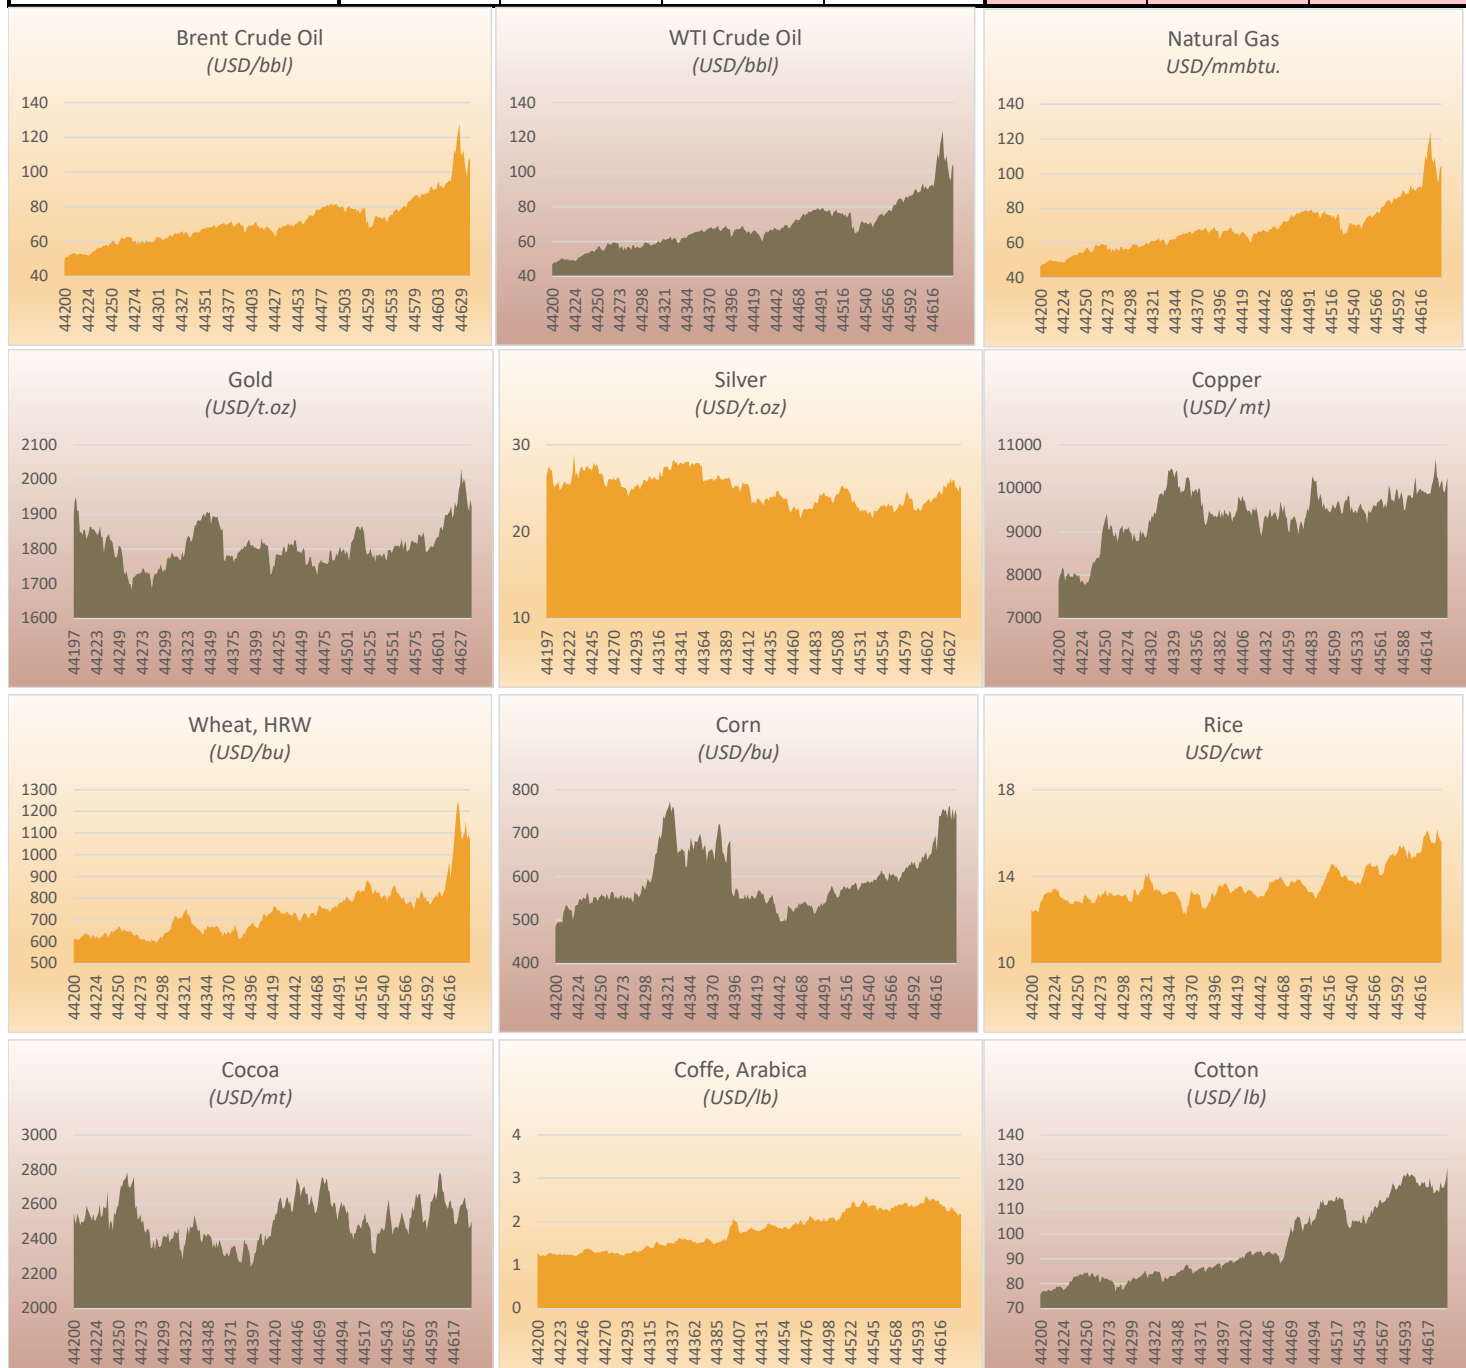 Brent Crude Oil
(USD/bbl)
140
120
100
80
60
40
44200 44224 44250 44274 44301 44327 44351 44377 44403 44427 44453 44477 44503 44529 44553 44579 44603 44629
WTI Crude Oil
(USD/bbl)
140
120
100
80
60
40
44200 44224 44250 44273 44298 44321 44344 44370 44396 44419 44442 44468 44491 44516 44540 44566 44592 44616
Natural Gas
USD/mmbtu.
140
120
100
80
60
40
44200 44224 44250 44273 44298 44321 44344 44370 44396 44419 44442 44468 44491 44516 44540 44566 44592 44616
Gold
(USD/t.oz)
2100
2000
1900
1800
1700
1600
44197 44223 44249 44273 44299 44323 44349 44375 44399 44425 44449 44475 44501 44525 44551 44575 44601 44627
Silver
(USD/t.oz)
30
20
10
44197 44222 44245 44270 44293 44316 44341 44364 44389 44412 44435 44460 44483 44508 44531 44554 44579 44602 44627
Copper
(USD/ mt)
11000
10000
9000
8000
7000
44200 44224 44250 44274 44302 44329 44356 44382 44406 44432 44459 44483 44509 44533 44561 44588 44614
Wheat, HRW
(USD/bu)
1300
1200
1100
1000
900
800
700
600
500
44200 44224 44250 44273 44298 44321 44344 44370 44396 44419 44442 44468 44491 44516 44540 44566 44592 44616
Corn
(USD/bu)
800
700
600
500
400
44200 44224 44250 44273 44298 44321 44344 44370 44396 44419 44442 44468 44491 44516 44540 44566 44592 44616
Rice
USD/cwt
18
14
10
44200 44224 44250 44273 44298 44321 44344 44370 44396 44419 44442 44468 44491 44516 44540 44566 44592 44616
Cocoa
(USD/mt)
3000
2800
2600
2400
2200
2000
44200 44224 44250 44273 44299 44322 44348 44371 44397 44420 44446 44469 44494 44517 44543 44567 44593 44617
Coffe, Arabica
(USD/lb)
4
3
2
1
0
44200 44223 44246 44270 44293 44315 44337 44362 44385 44407 44431 44454 44476 44498 44522 44545 44568 44593 44616
Cotton
(USD/ lb)
140
130
120
110
100
90
80
70
44200 44224 44250 44273 44299 44322 44348 44371 44397 44420 44446 44469 44494 44517 44543 44567 44593 44617